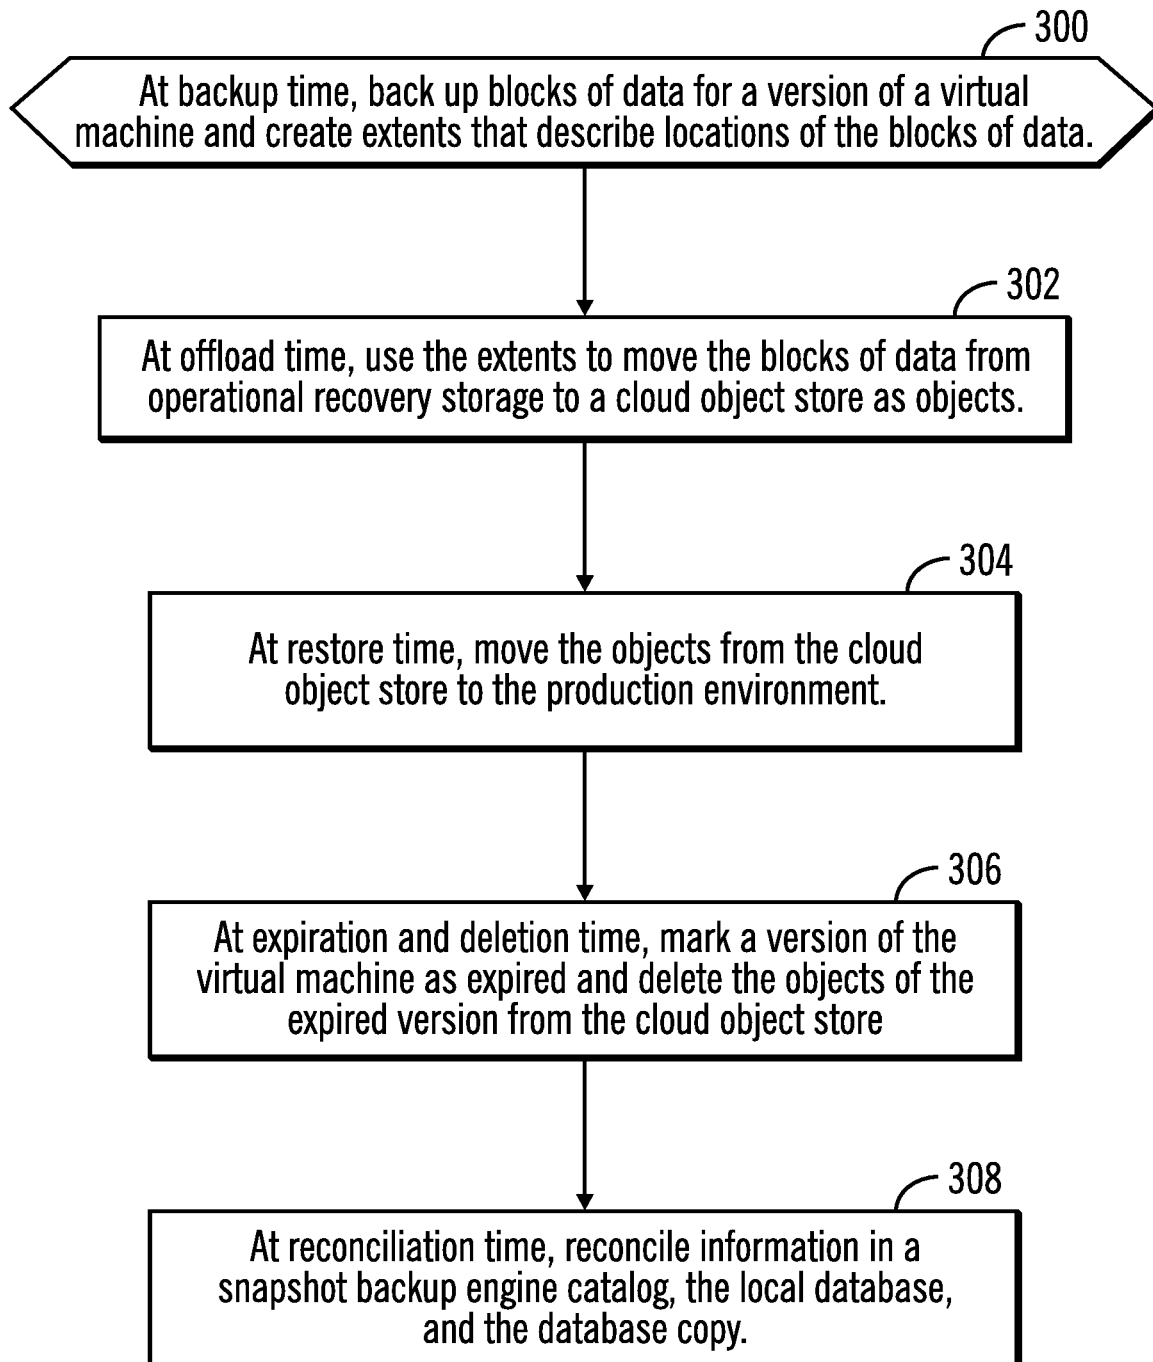 300
At backup time, back up blocks of data for a version of a virtual
machine and create extents that describe locations of the blocks of data.
302
At offload time, use the extents to move the blocks of data from
operational recovery storage to a cloud object store as objects.
304
At restore time, move the objects from the cloud
object store to the production environment.
306
At expiration and deletion time, mark a version of the
virtual machine as expired and delete the objects of the
expired version from the cloud object store
308
At reconciliation time, reconcile information in a
snapshot backup engine catalog, the local database,
and the database copy.